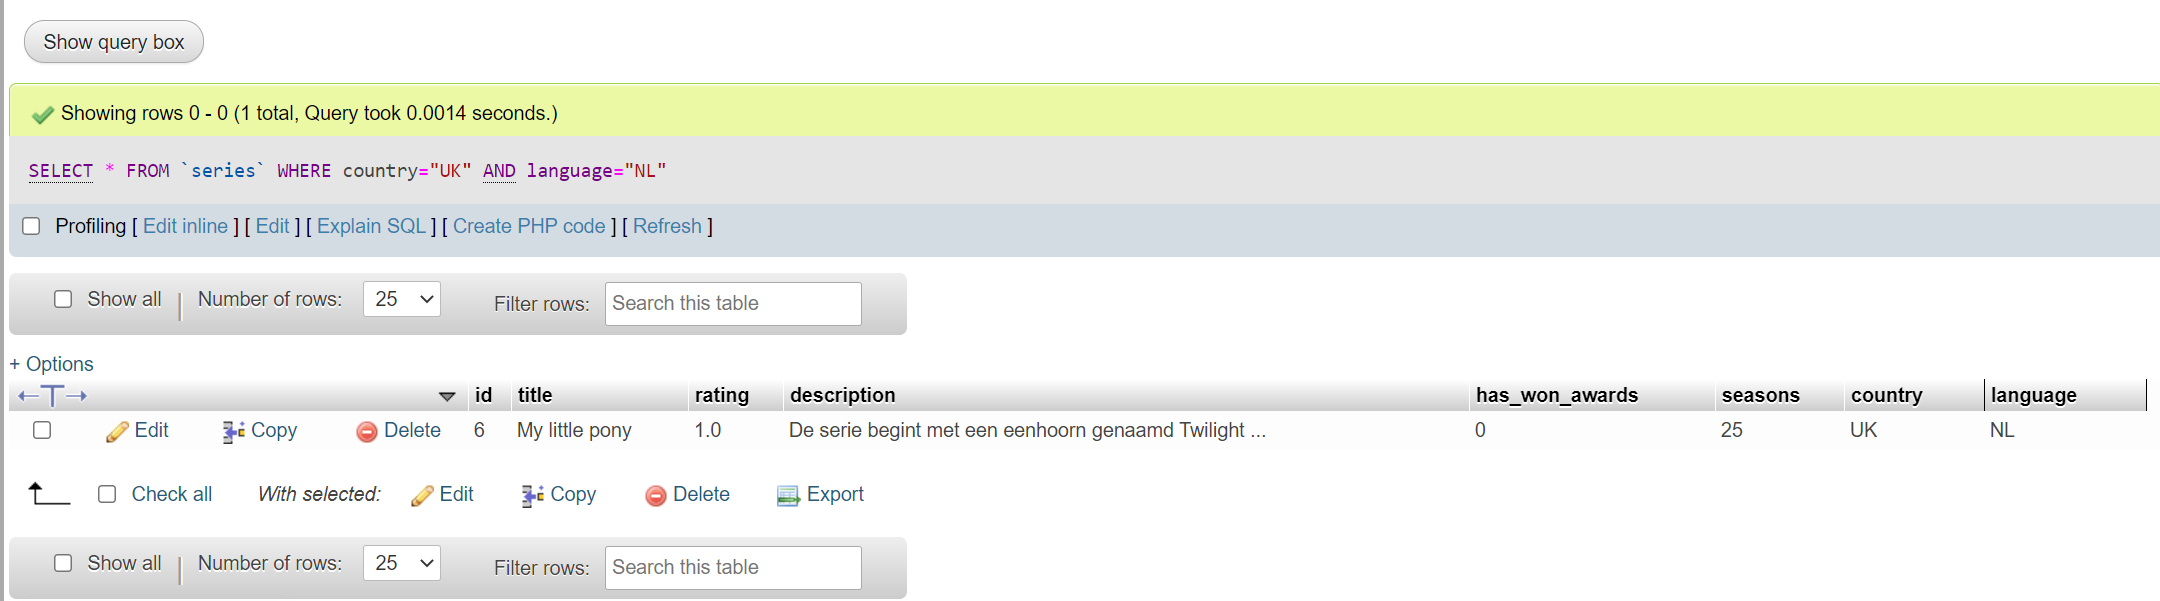 Show query box
Showing rows 0 - 0 (1 total, Query took 0.0014 seconds.)
SELECT * FROM `series` WHERE country="UK" AND language="NL"
Profiling [ Edit inline ] [ Edit ] [ Explain SQL ] [ Create PHP code ] [ Refresh ]
Show all Number of rows: 25 Filter rows: Search this table
+ Options
id title rating description has_won_awards seasons country language
Edit Copy Delete 6 My little pony 1.0 De serie begint met een eenhoorn genaamd Twilight ... 0 25 UK NL
Check all With selected: Edit Copy Delete Export
Show all Number of rows: 25 Filter rows: Search this table